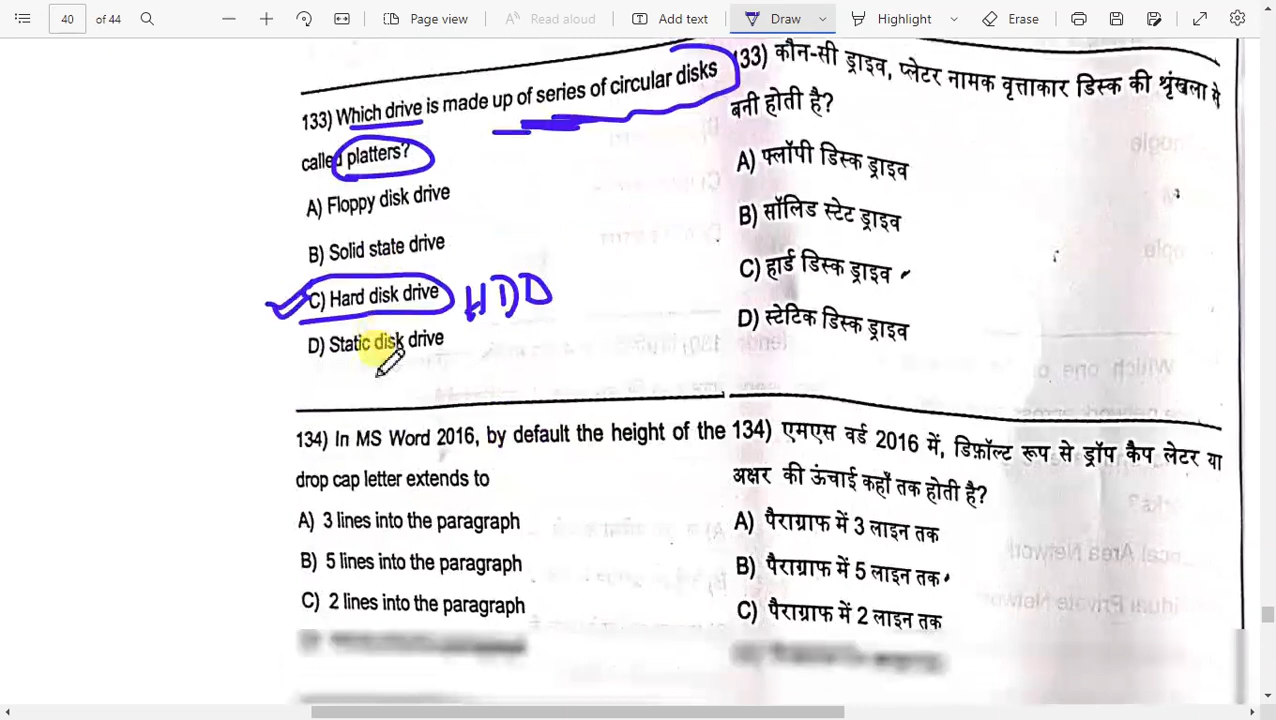 40
of 44
Page view
Read aloud
Add text
Draw
Highlight
Erase
133) Which drive is made up of series of circular disks
called platters?
A) Floppy disk drive
B) Solid state drive
C) Hard disk drive HDD
D) Static disk drive
134) In MS Word 2016, by default the height of the
drop cap letter extends to
A) 3 lines into the paragraph
B) 5 lines into the paragraph
C) 2 lines into the paragraph
133) कौन-सी ड्राइव, प्लेटर नामक वृत्ताकार डिस्क की श्रृंखला से
बनी होती है?
A) फ्लॉपी डिस्क ड्राइव
B) सॉलिड स्टेट ड्राइव
C) हार्ड डिस्क ड्राइव
D) स्टेटिक डिस्क ड्राइव
134) एमएस वर्ड 2016 में, डिफ़ॉल्ट रूप से ड्रॉप कैप लेटर या
अक्षर की ऊंचाई कहाँ तक होती है?
A) पैराग्राफ में 3 लाइन तक
B) पैराग्राफ में 5 लाइन तक
C) पैराग्राफ में 2 लाइन तक